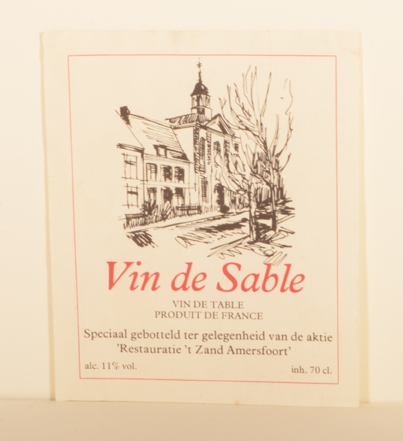 Vin de Sable
VIN DE TABLE
PRODUIT DE FRANCE
Speciaal gebotteld ter gelegenheid van de aktie
'Restauratie 't Zand Amersfoort'
alc. 11% vol. inh. 70 cl.